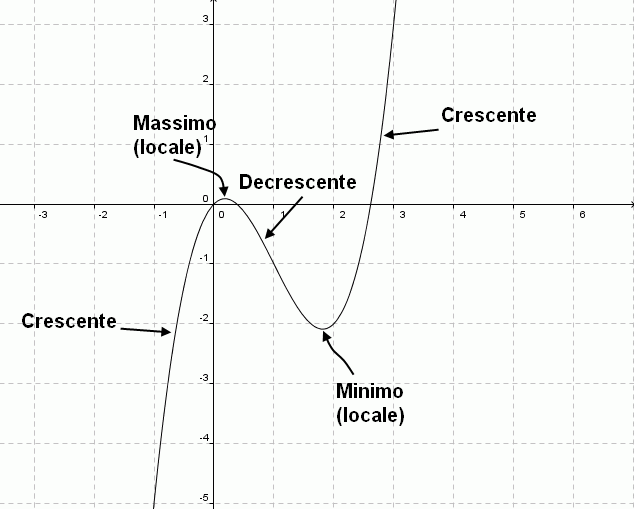 3
2
Crescente
Massimo
(locale)
1
Decrescente
0
-3 -2 -1 0 1 2 3 4 5 6
-1
Crescente
-2
-3
Minimo
(locale)
-4
-5